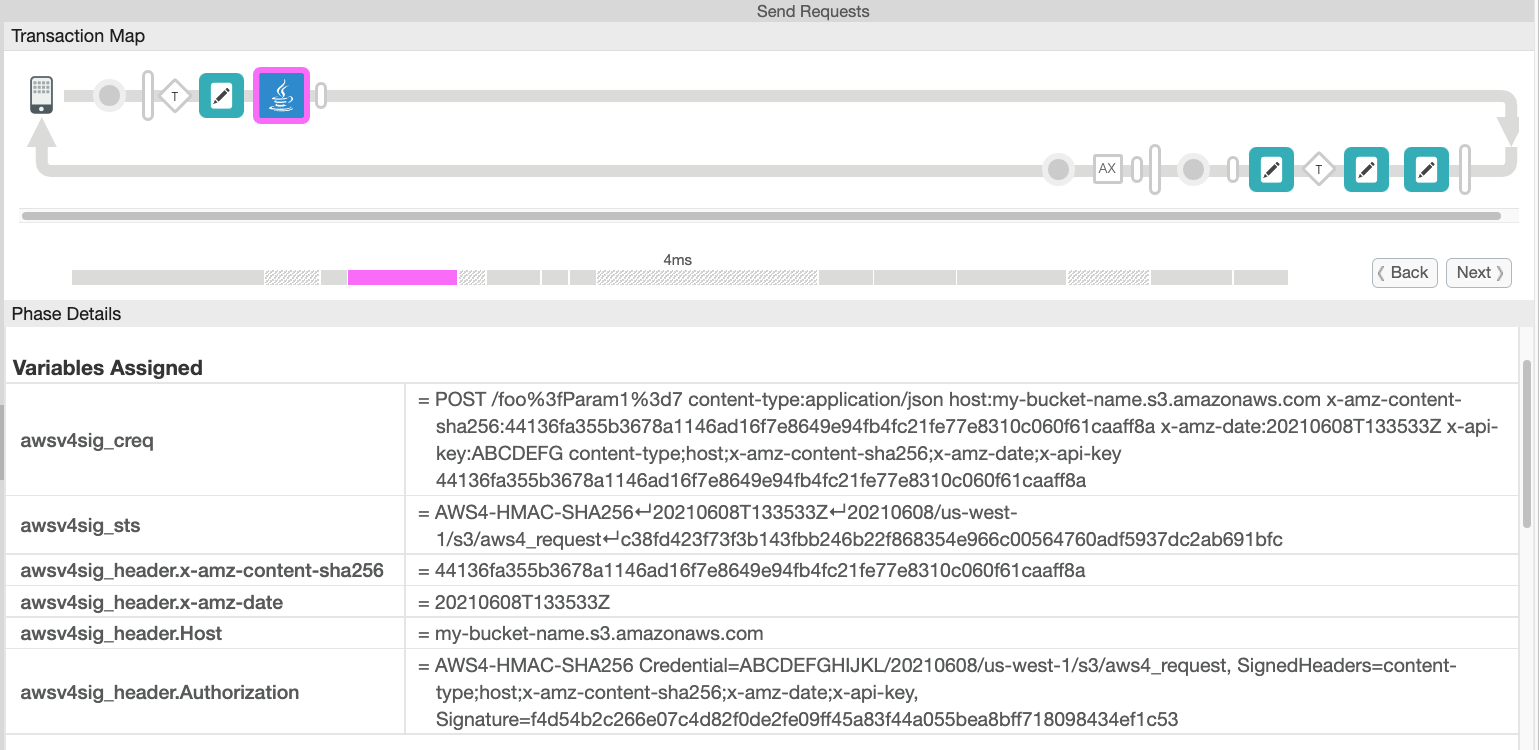 Send Requests
Transaction Map
T
AX
T
4ms
Back
Next
Phase Details
Variables Assigned
awsv4sig_creq
= POST /foo%3fParam1%3d7 content-type:application/json host:my-bucket-name.s3.amazonaws.com x-amz-content-
sha256:44136fa355b3678a1146ad16f7e8649e94fb4fc21fe77e8310c060f61caaff8a x-amz-date:20210608T133533Z x-api-
key:ABCDEFG content-type;host;x-amz-content-sha256;x-amz-date;x-api-key
44136fa355b3678a1146ad16f7e8649e94fb4fc21fe77e8310c060f61caaff8a
awsv4sig_sts
= AWS4-HMAC-SHA256↵20210608T133533Z↵20210608/us-west-
1/s3/aws4_request↵c38fd423f73f3b143fbb246b22f868354e966c00564760adf5937dc2ab691bfc
awsv4sig_header.x-amz-content-sha256
= 44136fa355b3678a1146ad16f7e8649e94fb4fc21fe77e8310c060f61caaff8a
awsv4sig_header.x-amz-date
= 20210608T133533Z
awsv4sig_header.Host
= my-bucket-name.s3.amazonaws.com
awsv4sig_header.Authorization
= AWS4-HMAC-SHA256 Credential=ABCDEFGHIJKL/20210608/us-west-1/s3/aws4_request, SignedHeaders=content-
type;host;x-amz-content-sha256;x-amz-date;x-api-key,
Signature=f4d54b2c266e07c4d82f0de2fe09ff45a83f44a055bea8bff718098434ef1c53